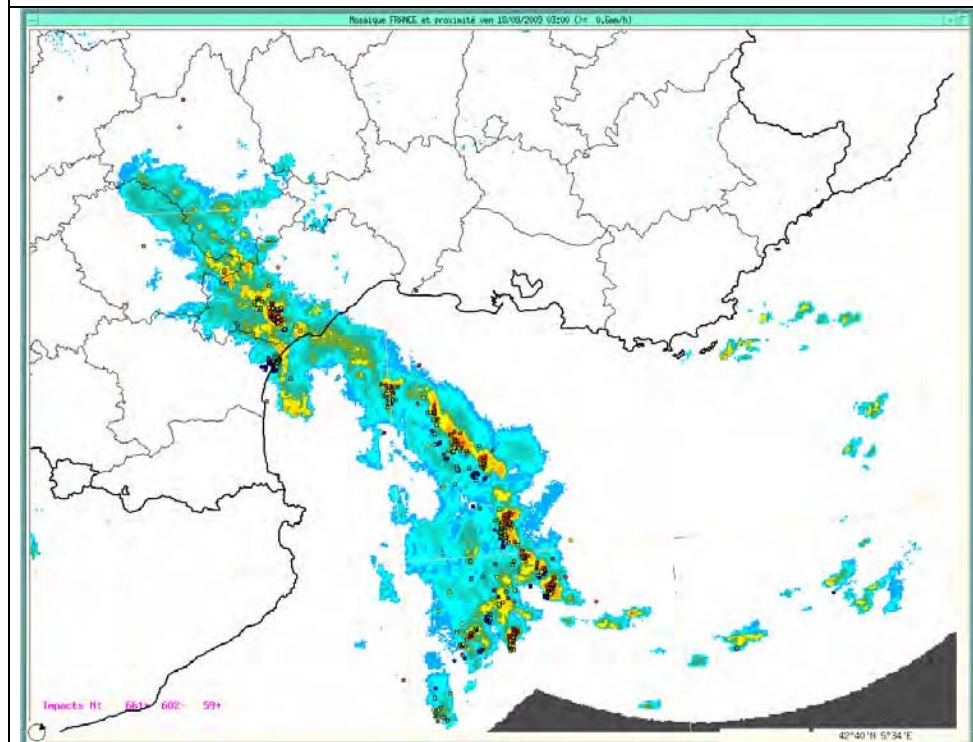 Mosaique FRANCE et proximité ven 18/09/2009 03:00 (>= 0.6mm/h)
Impacts N: 661= 602- 59+
42°40'N 5°34'E